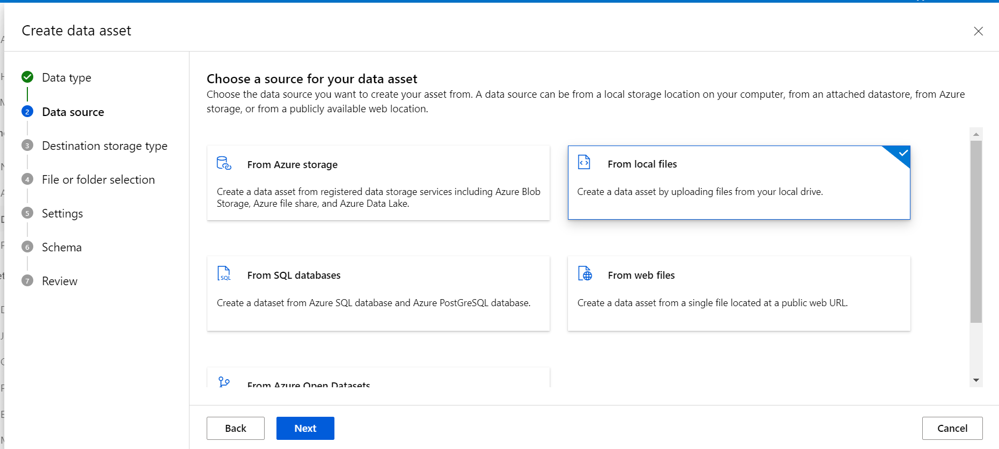 Create data asset
Data type
2 Data source
3 Destination storage type
4 File or folder selection
5 Settings
6 Schema
7 Review
Choose a source for your data asset
Choose the data source you want to create your asset from. A data source can be from a local storage location on your computer, from an attached datastore, from Azure
storage, or from a publicly available web location.
From Azure storage
Create a data asset from registered data storage services including Azure Blob
Storage, Azure file share, and Azure Data Lake.
From local files
Create a data asset by uploading files from your local drive.
SQL
From SQL databases
Create a dataset from Azure SQL database and Azure PostGreSQL database.
From web files
Create a data asset from a single file located at a public web URL.
From Azure Open Datasets
Back
Next
Cancel